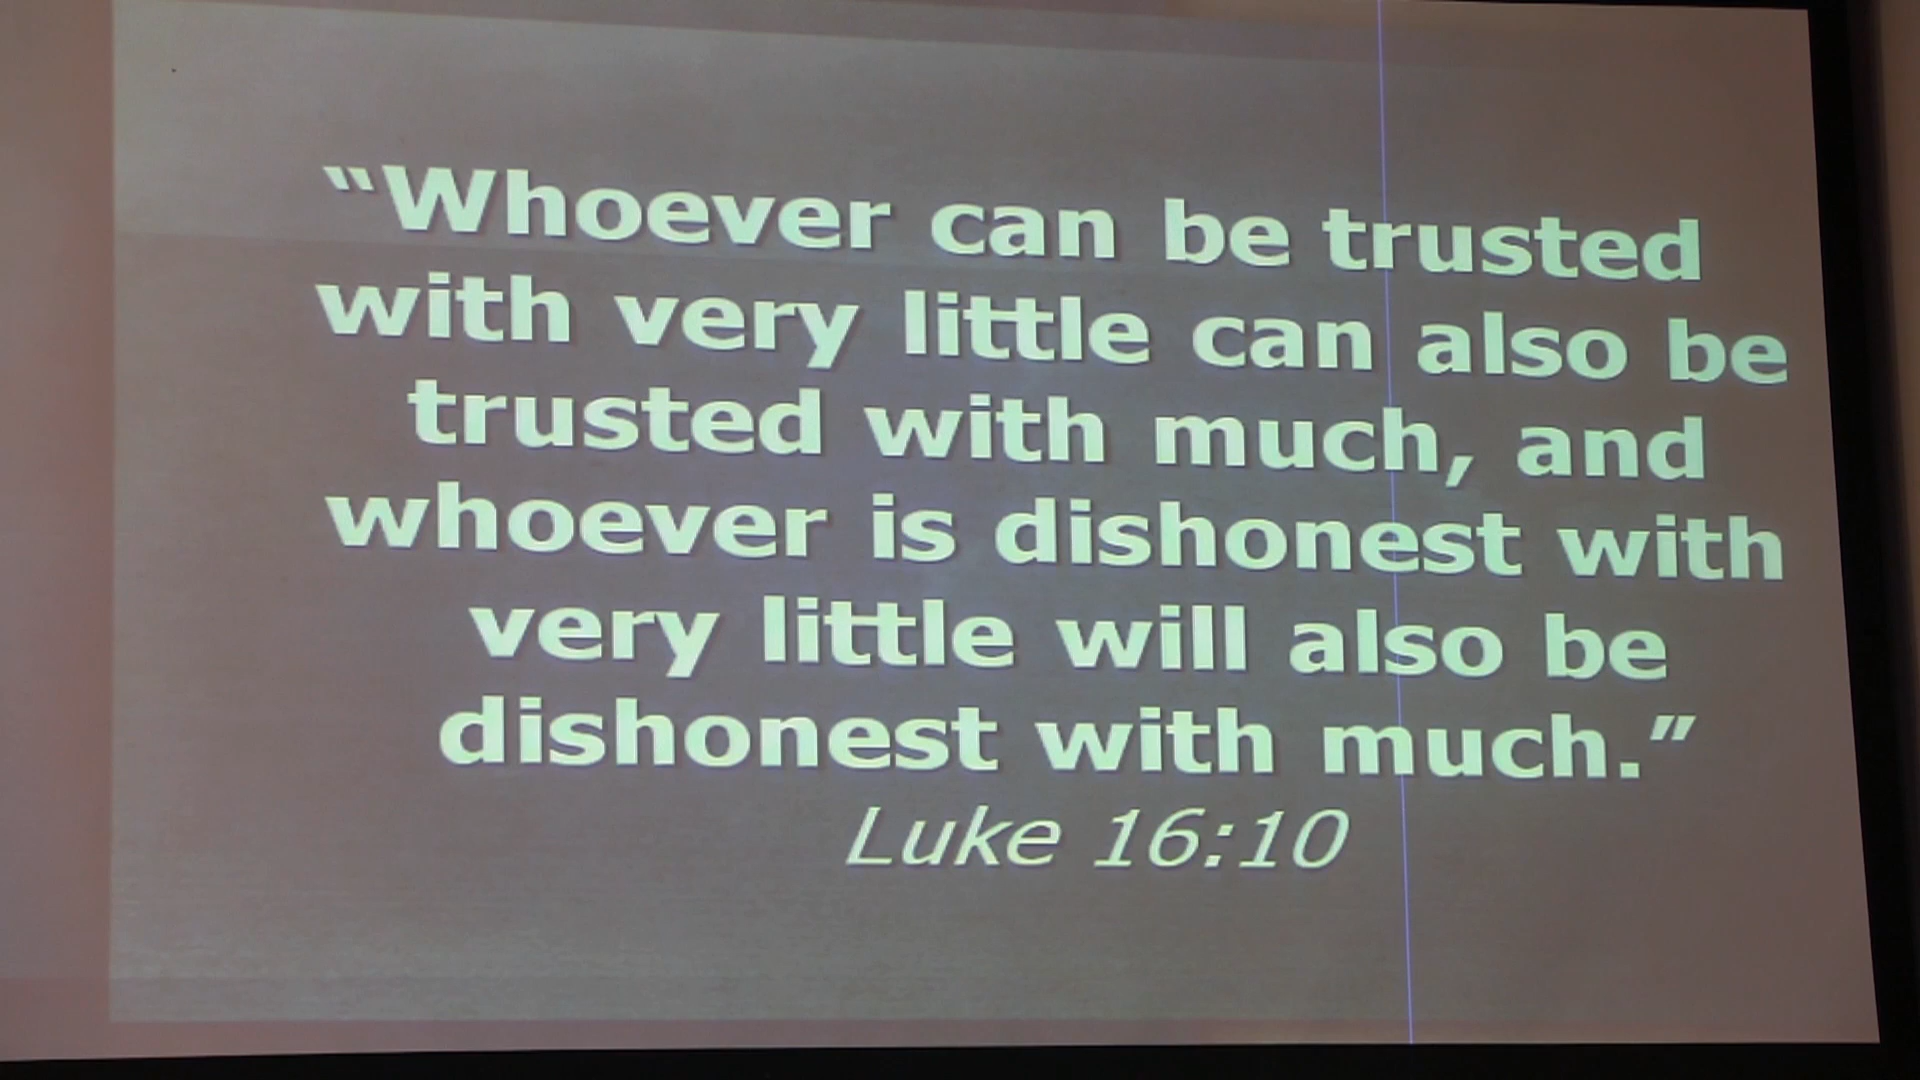 “Whoever can be trusted
with very little can also be
trusted with much, and
whoever is dishonest with
very little will also be
dishonest with much.”
Luke 16:10